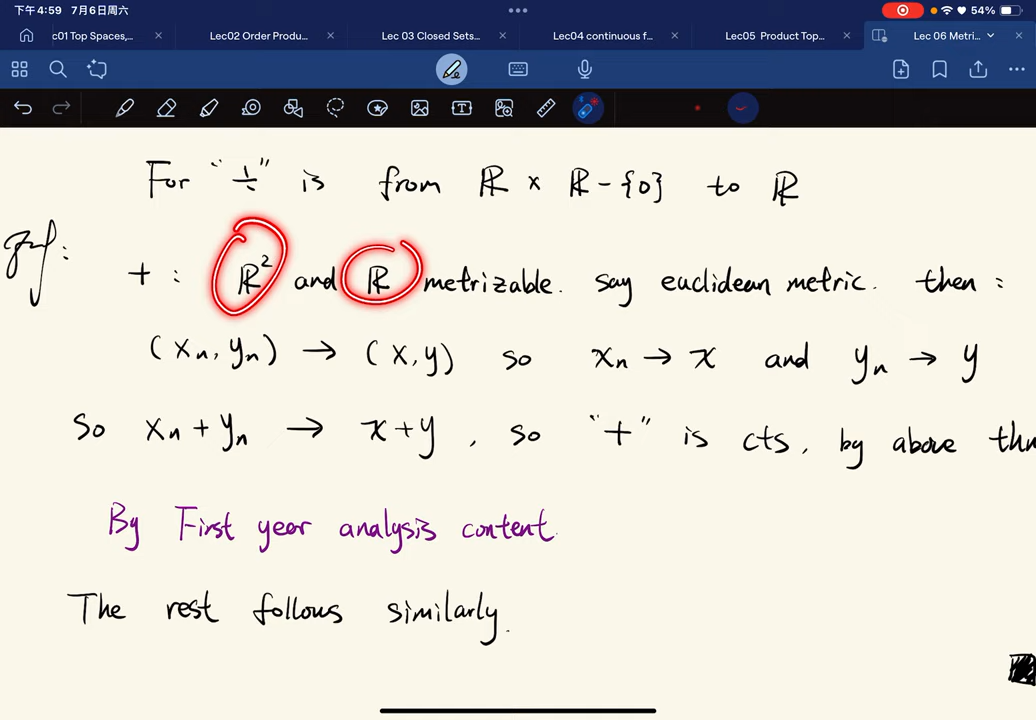 下午4:59 7月6日周六
54%
c01 Top Spaces,...
Lec02 Order Produ...
Lec 03 Closed Sets...
Lec04 continuous f...
Lec05 Product Top...
Lec 06 Metri...
For "÷" is from ℝ × ℝ-{0} to ℝ
+ : ℝ² and ℝ metrizable. say euclidean metric. then :
(xn, yn) → (x, y) so xn → x and yn → y
So xn + yn → x+y, so "+" is cts, by above thm
By First year analysis content.
The rest follows similarly.